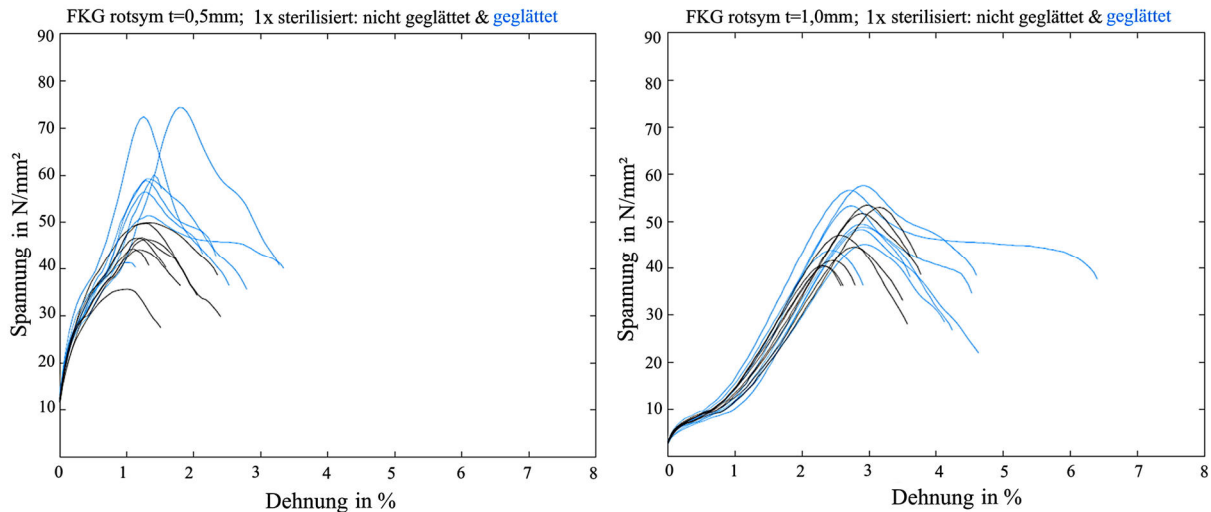 FKG rotsym t=0,5mm; 1x sterilisiert: nicht geglättet & geglättet
90
80
70
60
50
40
30
20
10
0 1 2 3 4 5 6 7 8
Spannung in N/mm²
Dehnung in %
FKG rotsym t=1,0mm; 1x sterilisiert: nicht geglättet & geglättet
90
80
70
60
50
40
30
20
10
0 1 2 3 4 5 6 7 8
Spannung in N/mm²
Dehnung in %